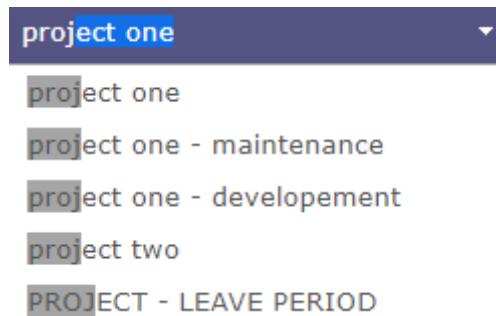 project one
project one
project one - maintenance
project one - developement
project two
PROJECT - LEAVE PERIOD